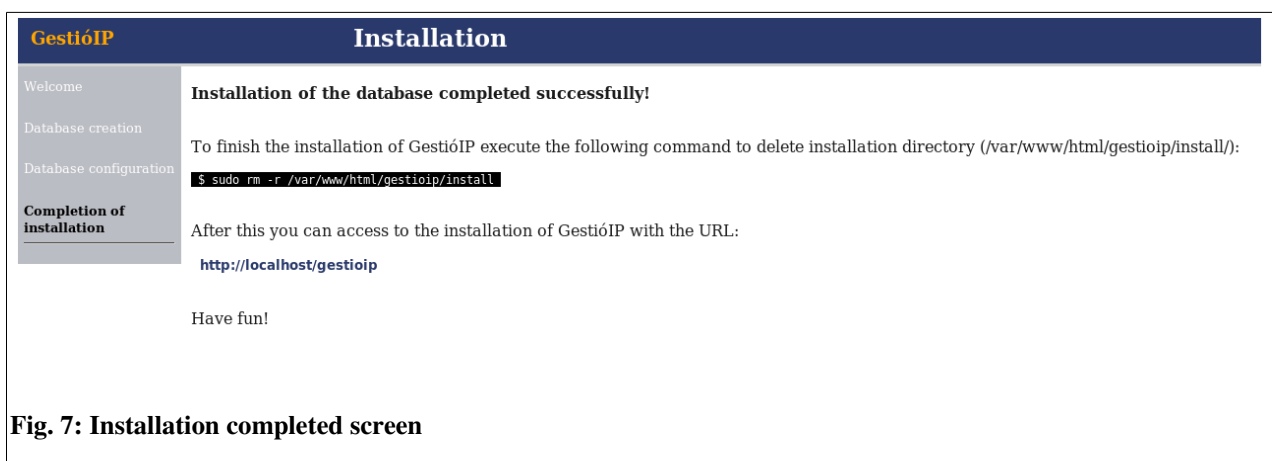 GestióIP
Installation
Welcome
Database creation
Database configuration
Completion of
installation
Installation of the database completed successfully!
To finish the installation of GestióIP execute the following command to delete installation directory (/var/www/html/gestioip/install/):
$ sudo rm -r /var/www/html/gestioip/install
After this you can access to the installation of GestióIP with the URL:
http://localhost/gestioip
Have fun!
Fig. 7: Installation completed screen